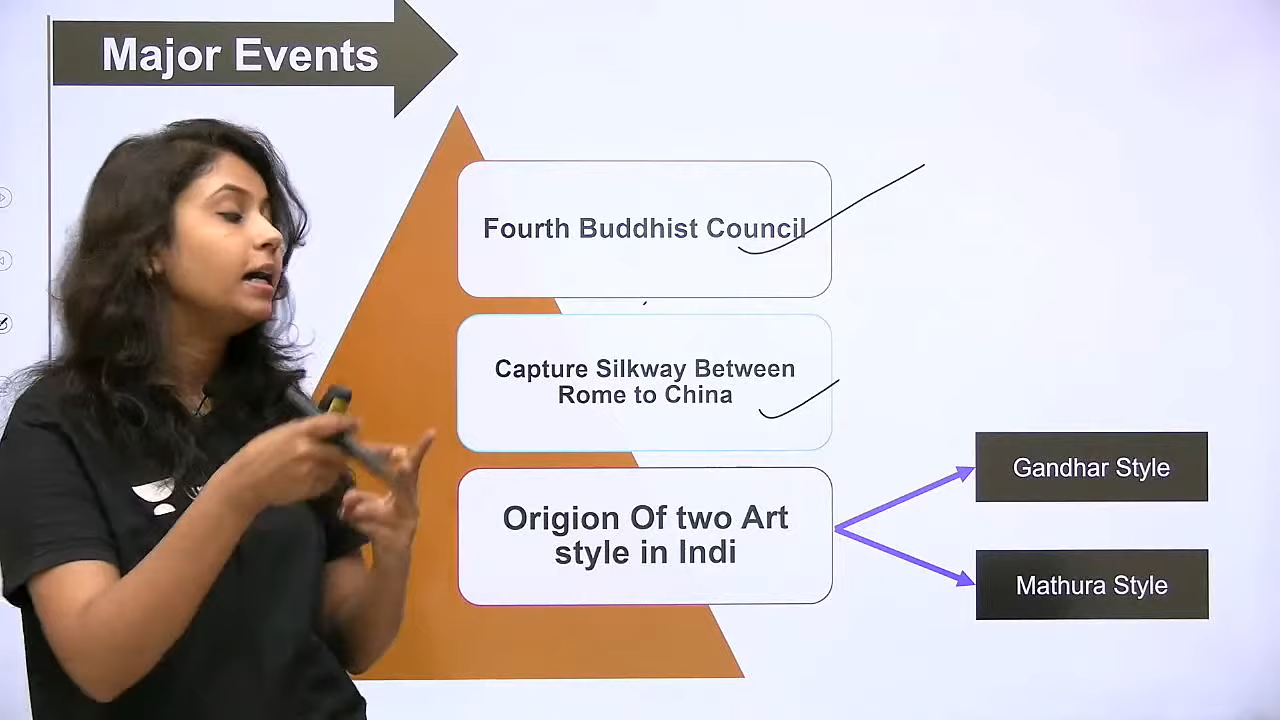 Major Events
Fourth Buddhist Council
Capture Silkway Between
Rome to China
Origion Of two Art
style in Indi
Gandhar Style
Mathura Style